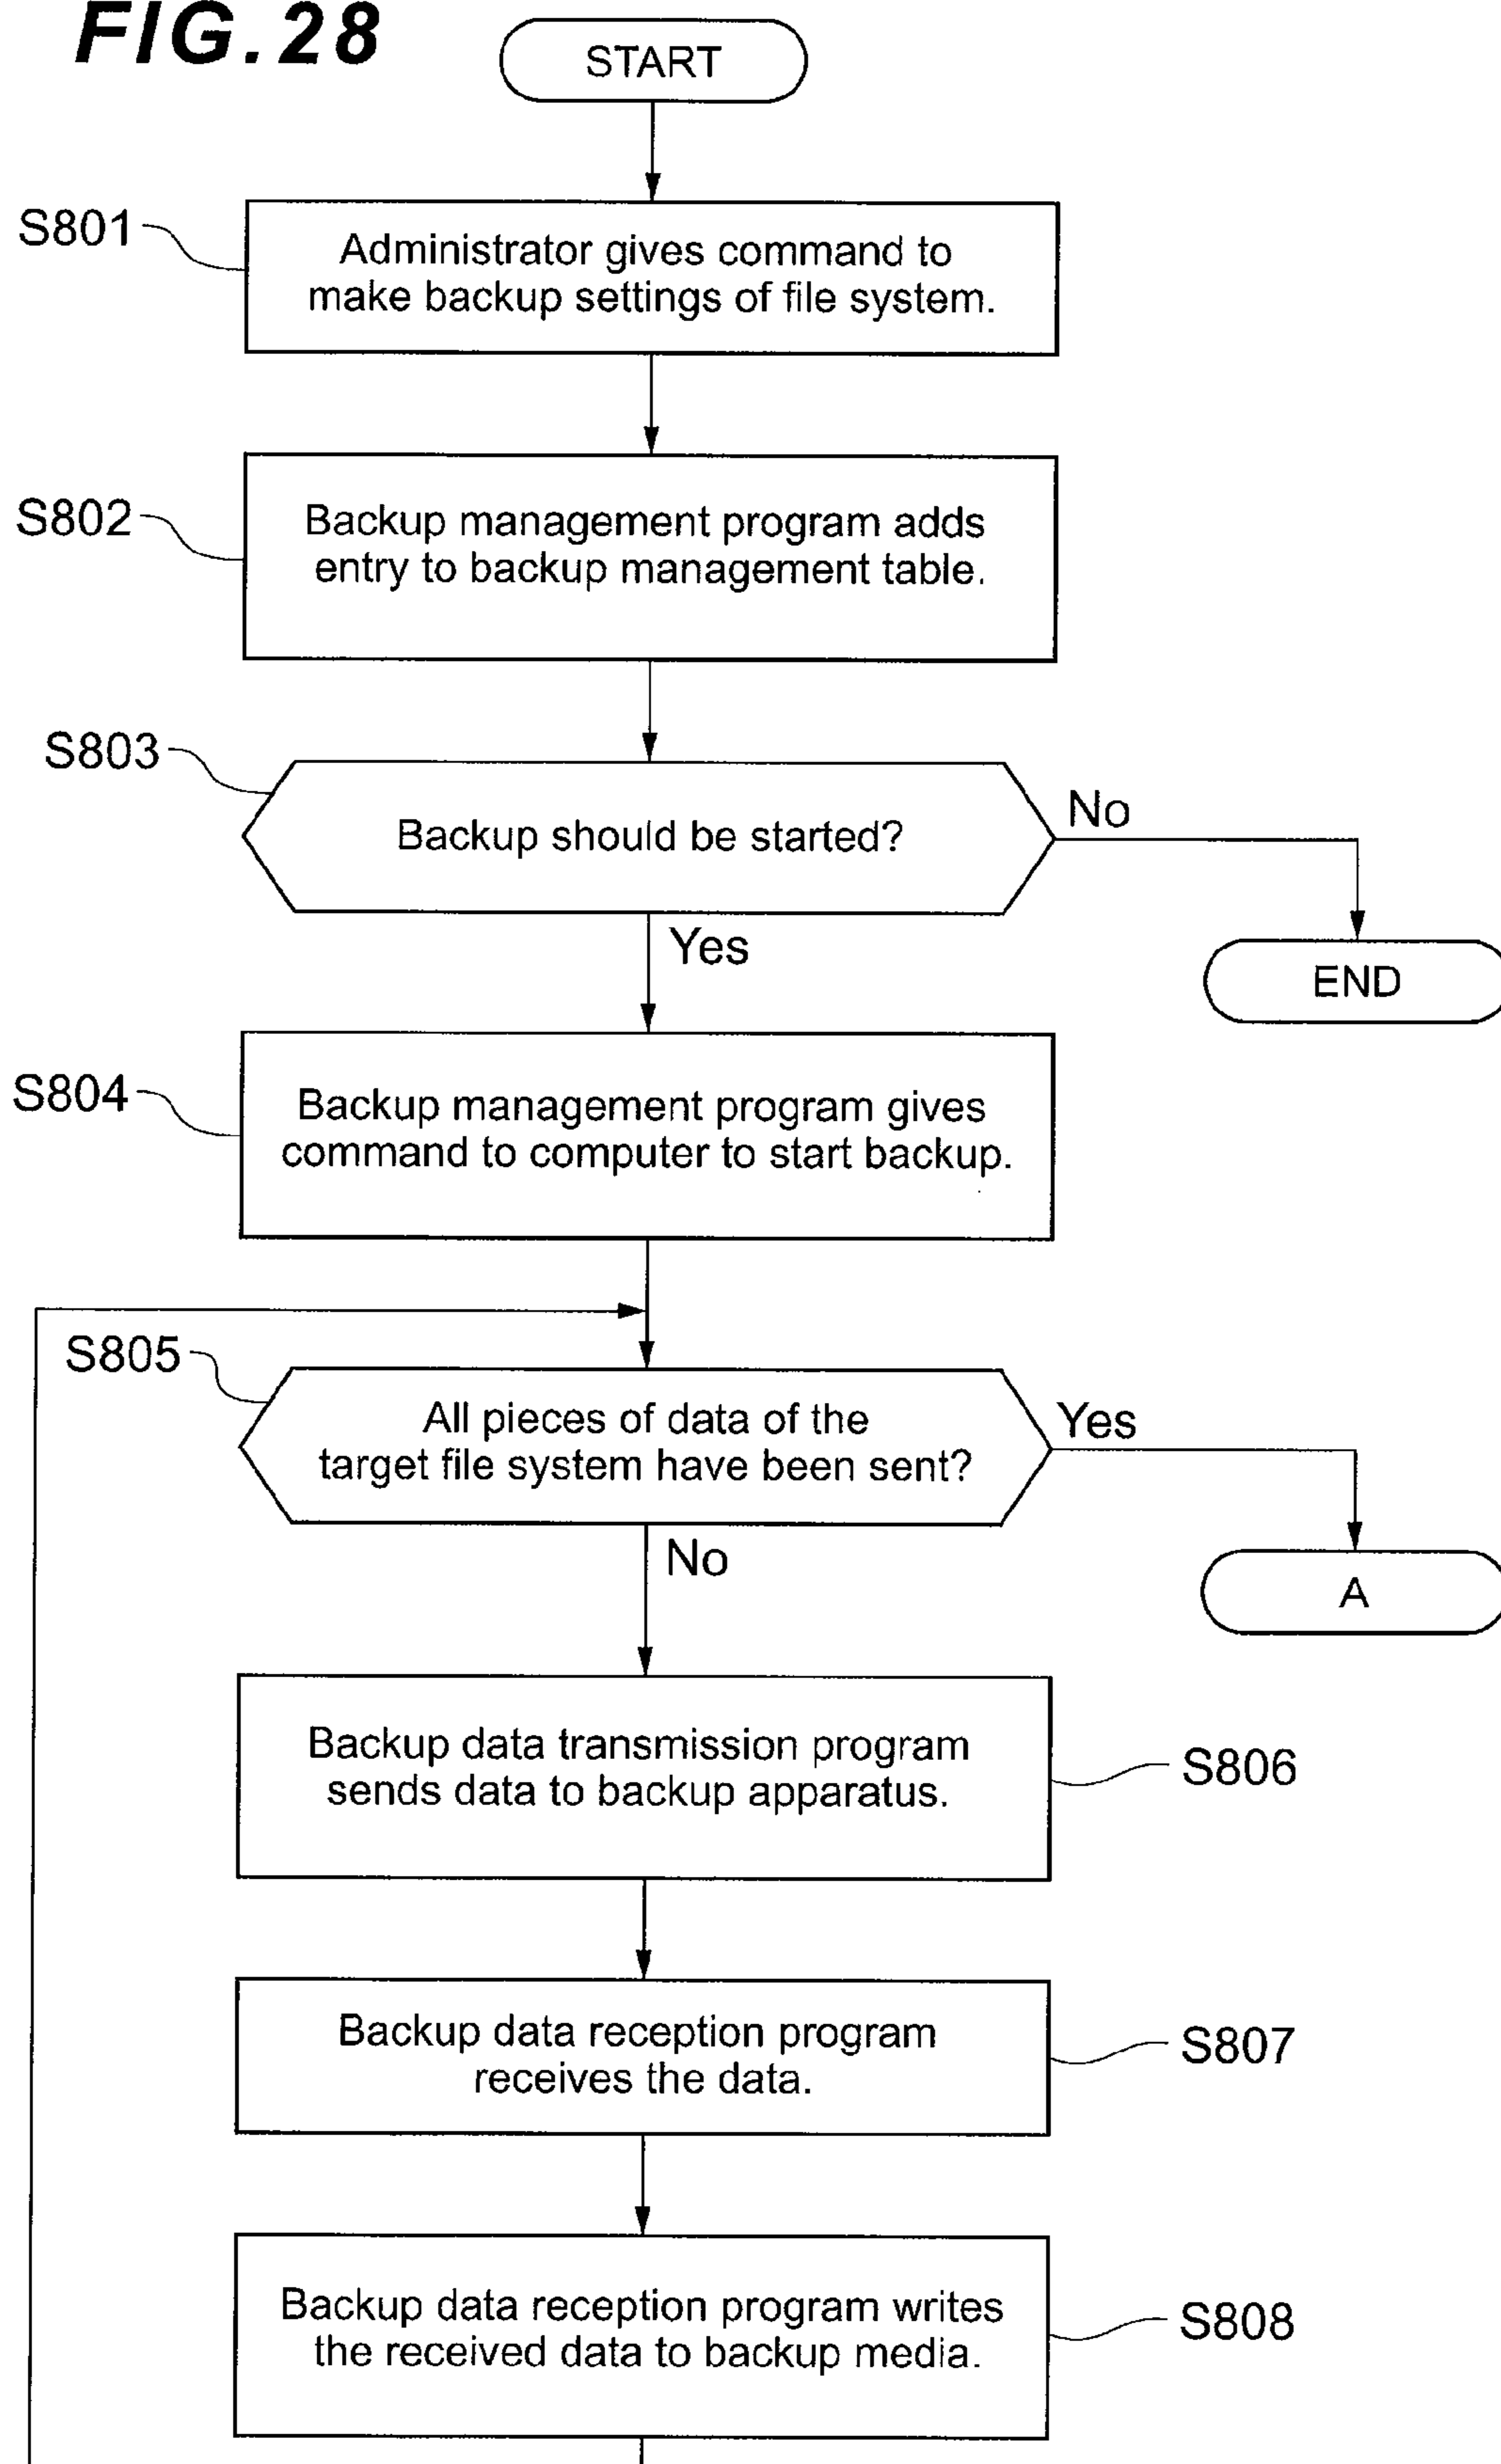 FIG.28
START
S801
Administrator gives command to
make backup settings of file system.
S802
Backup management program adds
entry to backup management table.
S803
Backup should be started?
No
Yes
END
S804
Backup management program gives
command to computer to start backup.
S805
All pieces of data of the
target file system have been sent?
Yes
No
A
Backup data transmission program
sends data to backup apparatus.
S806
Backup data reception program
receives the data.
S807
Backup data reception program writes
the received data to backup media.
S808